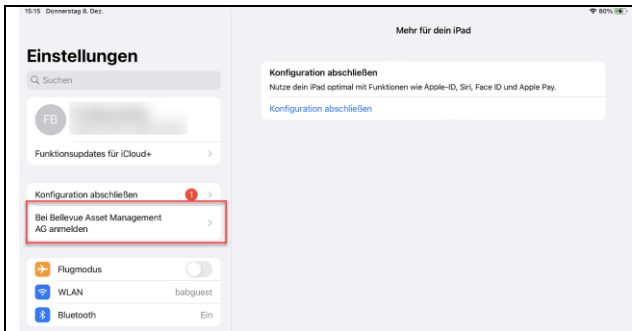 15:15 Donnerstag 8. Dez.
80%
Mehr für dein iPad
Einstellungen
Suchen
FB
Funktionsupdates für iCloud+
Konfiguration abschließen
1
Bei Bellevue Asset Management
AG anmelden
Flugmodus
WLAN
babguest
Bluetooth
Ein
Konfiguration abschließen
Nutze dein iPad optimal mit Funktionen wie Apple-ID, Siri, Face ID und Apple Pay.
Konfiguration abschließen